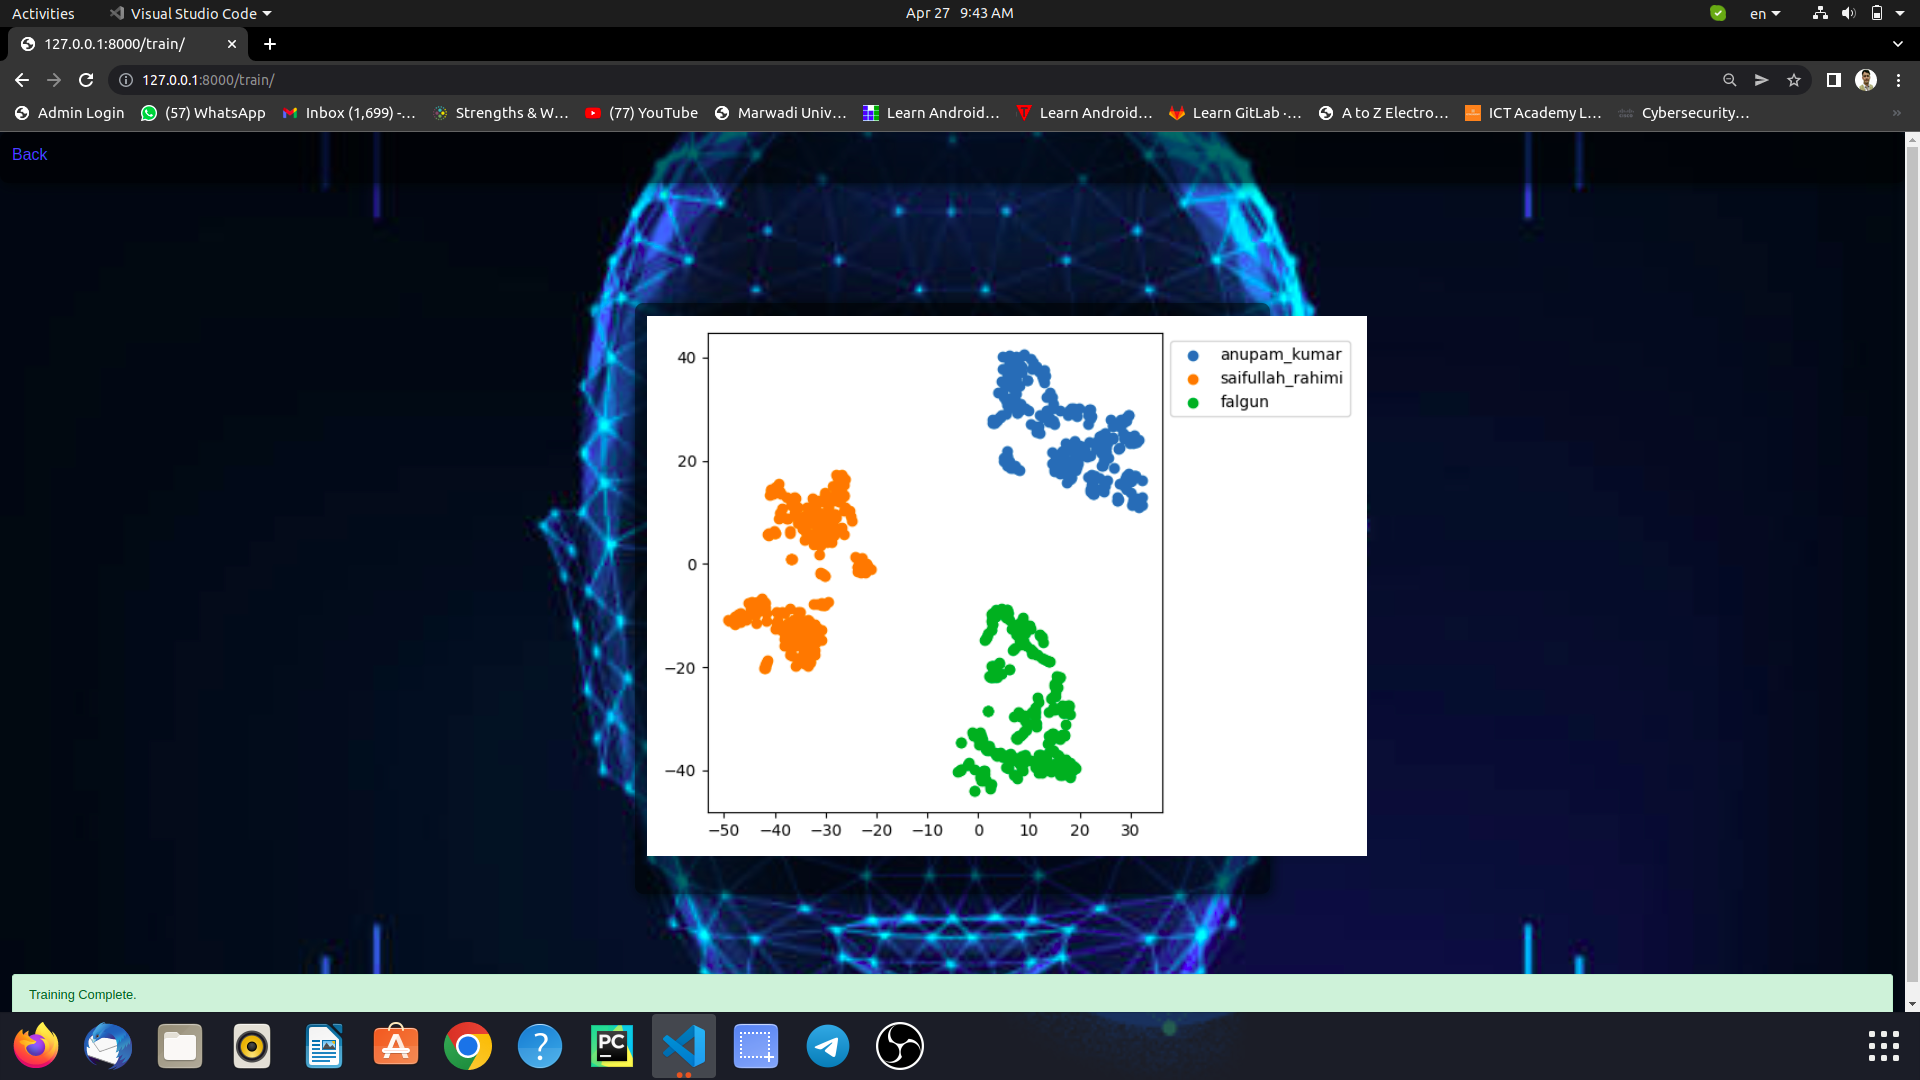 Activities Visual Studio Code Apr 27 9:43 AM en
127.0.0.1:8000/train/
127.0.0.1:8000/train/
Admin Login (57) WhatsApp Inbox (1,699) -... Strengths & W... (77) YouTube Marwadi Univ... Learn Android... Learn Android... Learn GitLab ·... A to Z Electro... ICT Academy L... Cybersecurity...
Back
anupam_kumar
saifullah_rahimi
falgun
40
20
0
−20
−40
−50 −40 −30 −20 −10 0 10 20 30
Training Complete.
PC